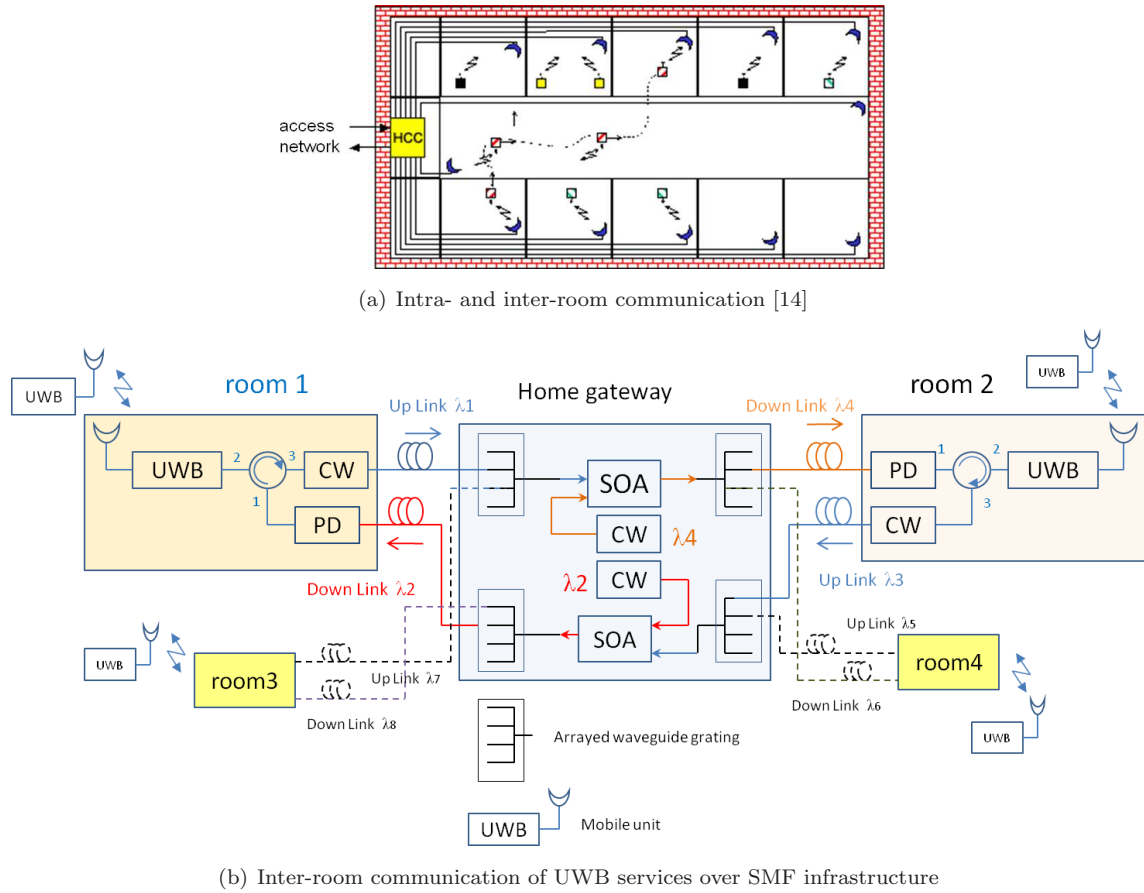 access
network
HCC
(a) Intra- and inter-room communication [14]
UWB
room 1
Up Link λ1
Home gateway
Down Link λ4
room 2
UWB
UWB
2
3
1
CW
PD
Down Link λ2
SOA
CW
λ4
λ2
CW
SOA
PD
1
2
3
UWB
CW
Up Link λ3
UWB
room3
Up Link λ7
Down Link λ8
Up Link λ5
room4
Down Link λ6
UWB
Arrayed waveguide grating
UWB
Mobile unit
(b) Inter-room communication of UWB services over SMF infrastructure